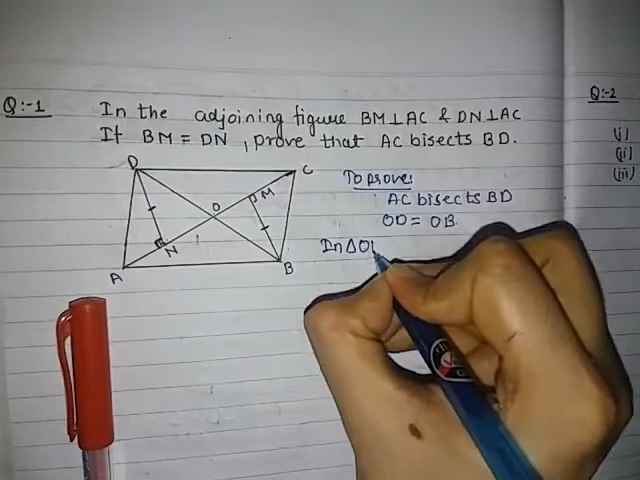 Q:-1
In the adjoining figure BM⊥AC & DN⊥AC
If BM = DN , prove that AC bisects BD.
Q:-2
(i)
(ii)
(iii)
D
C
M
O
N
A
B
To prove:
AC bisects BD
OD = OB
In ΔO